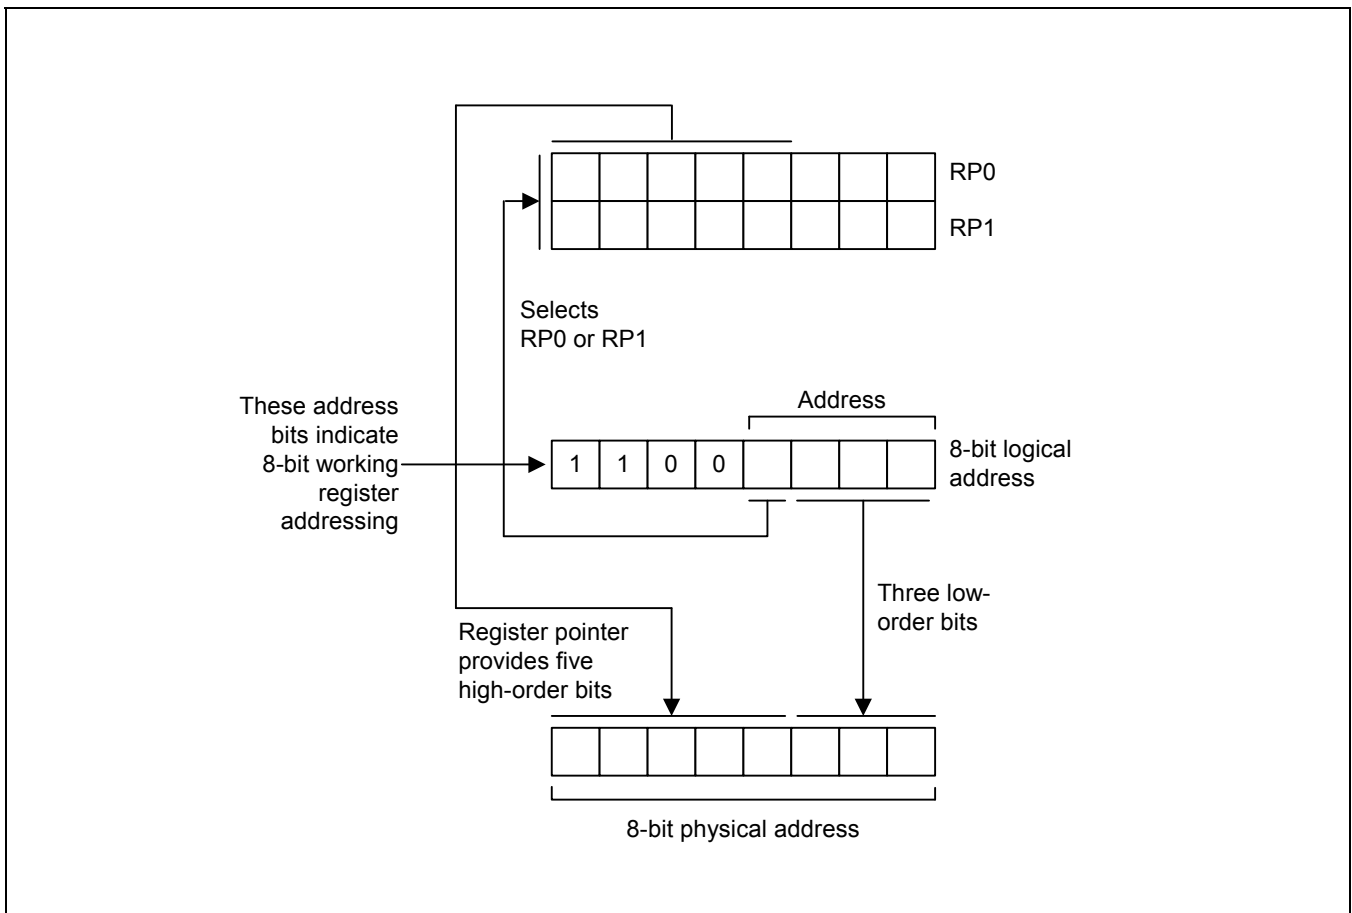 RP0
RP1
Selects
RP0 or RP1
These address
bits indicate
8-bit working
register
addressing
Address
1 1 0 0
8-bit logical
address
Three low-
order bits
Register pointer
provides five
high-order bits
8-bit physical address